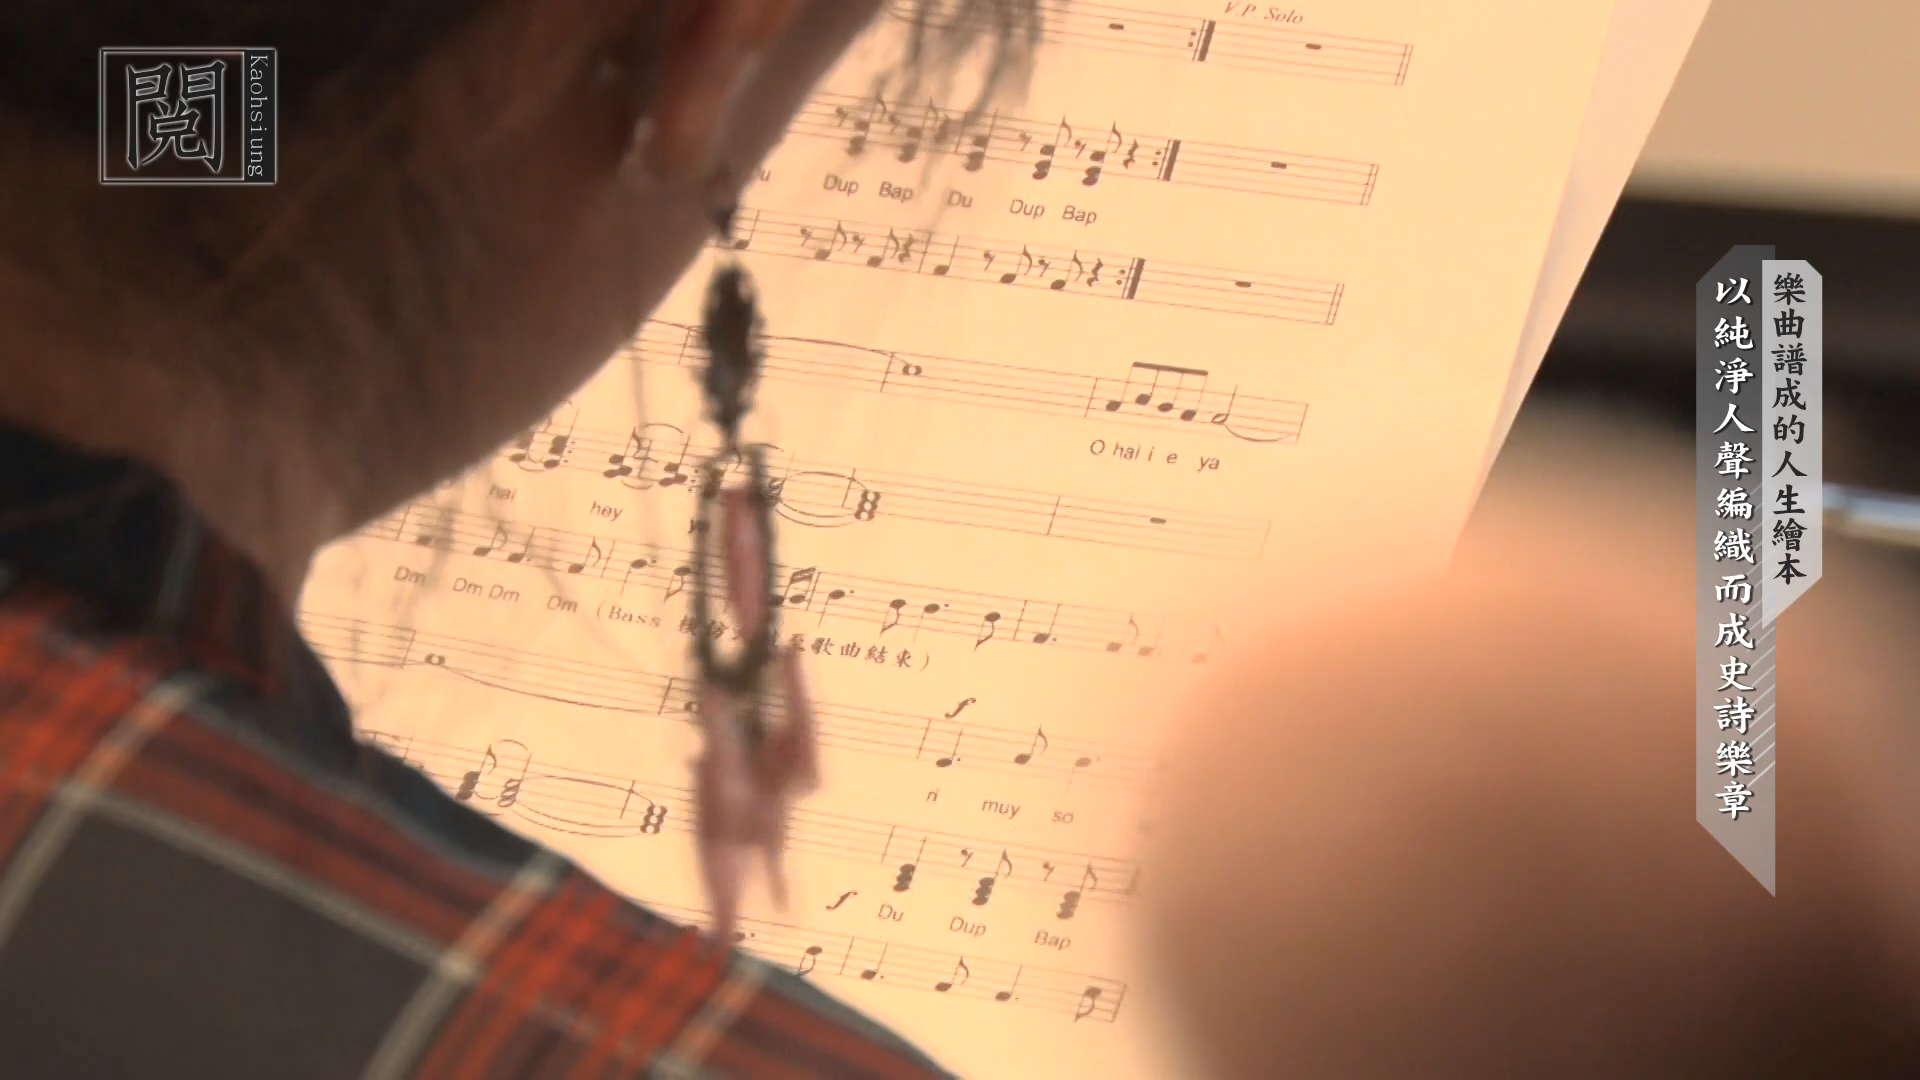 閱
Kaohsiung
樂曲譜成的人生繪本
以純淨人聲編織而成史詩樂章
V.P. Solo
Dup Bap Du Dup Bap
O hai i e ya
hai hey
Dm Dm Dm Dm (Bass
至歌曲結束)
f
ri muy so
f Du Dup Bap